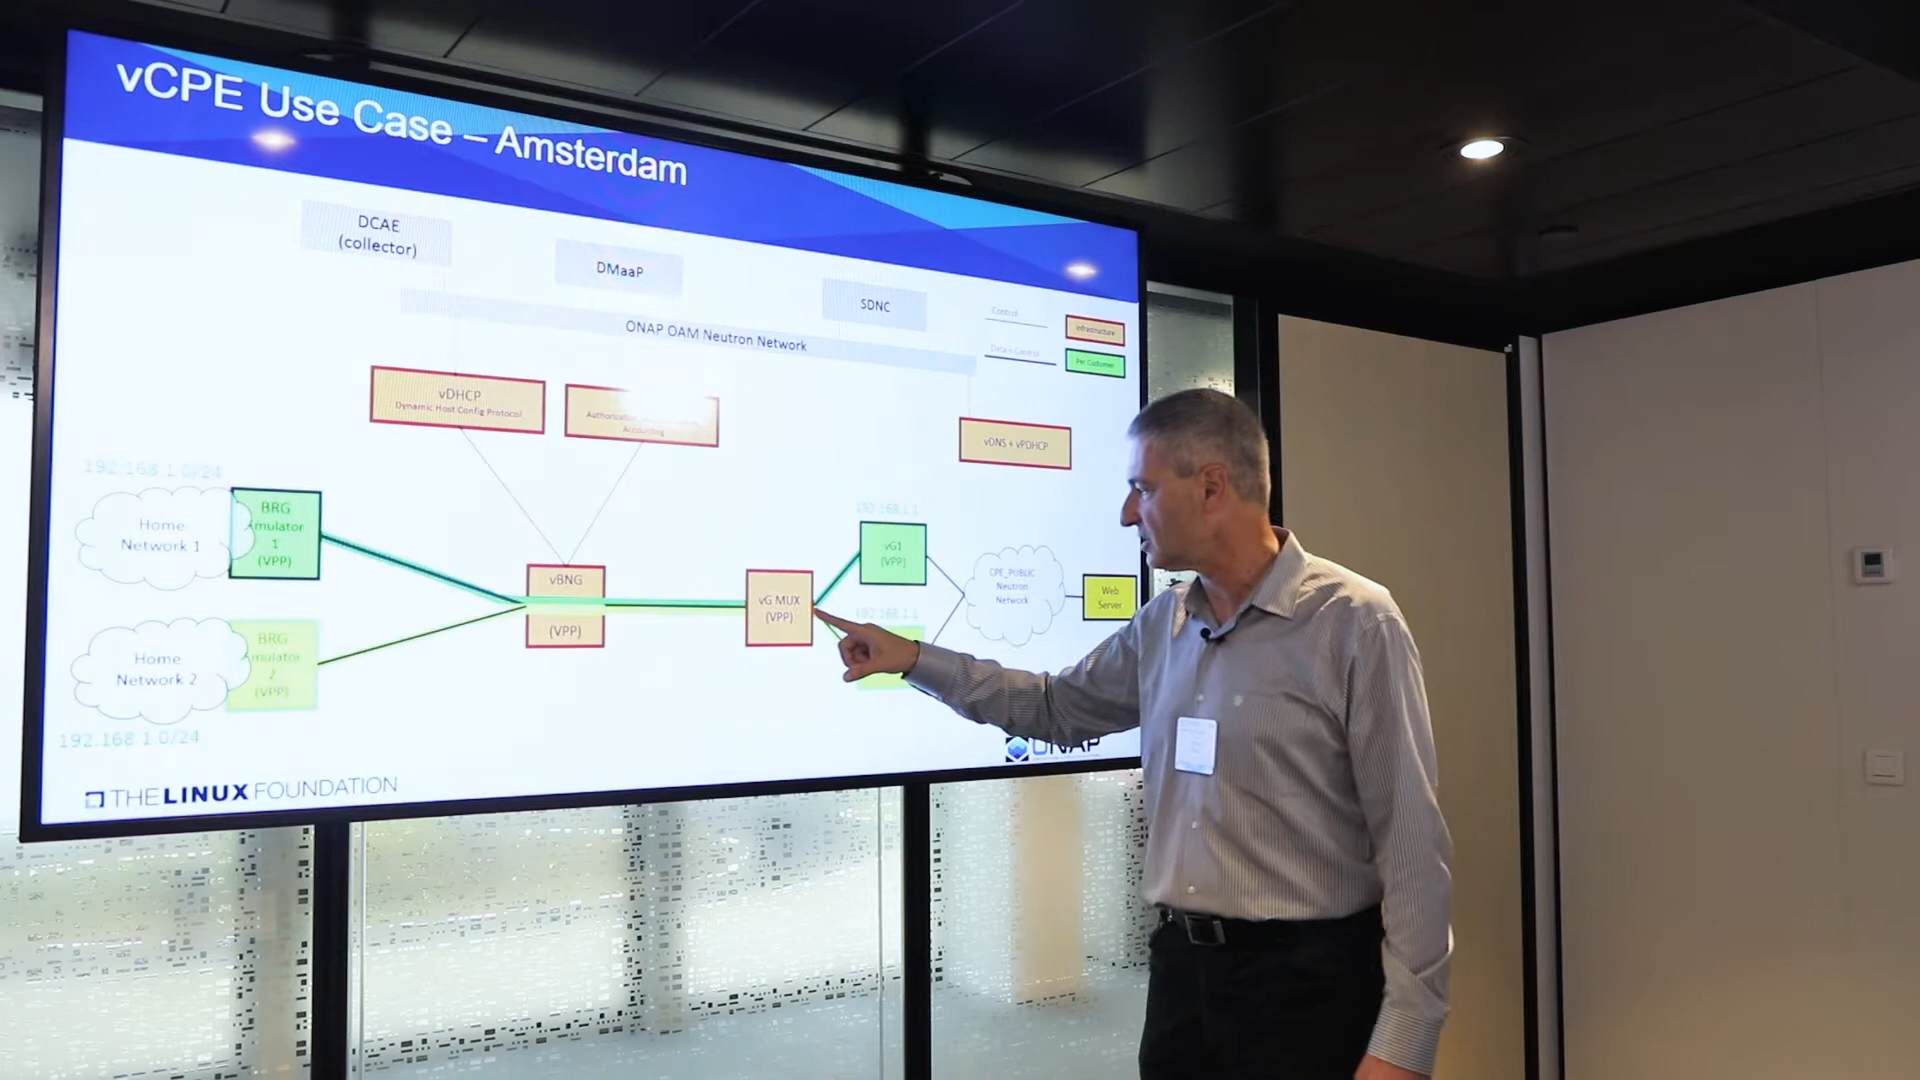 vCPE Use Case – Amsterdam
DCAE
(collector)
DMaaP
SDNC
ONAP OAM Neutron Network
Control
Data + Control
Infrastructure
Per Customer
vDHCP
Dynamic Host Config Protocol
Accounting
vDNS + vPDHCP
192.168.1.0/24
Home
Network 1
BRG
mulator
1
(VPP)
vBNG
(VPP)
vG MUX
(VPP)
192.168.1.1
vG1
(VPP)
192.168.1.1
CPE_PUBLIC
Neutron
Network
Web
Server
Home
Network 2
BRG
mulator
2
(VPP)
192.168.1.0/24
THE LINUX FOUNDATION
ONAP